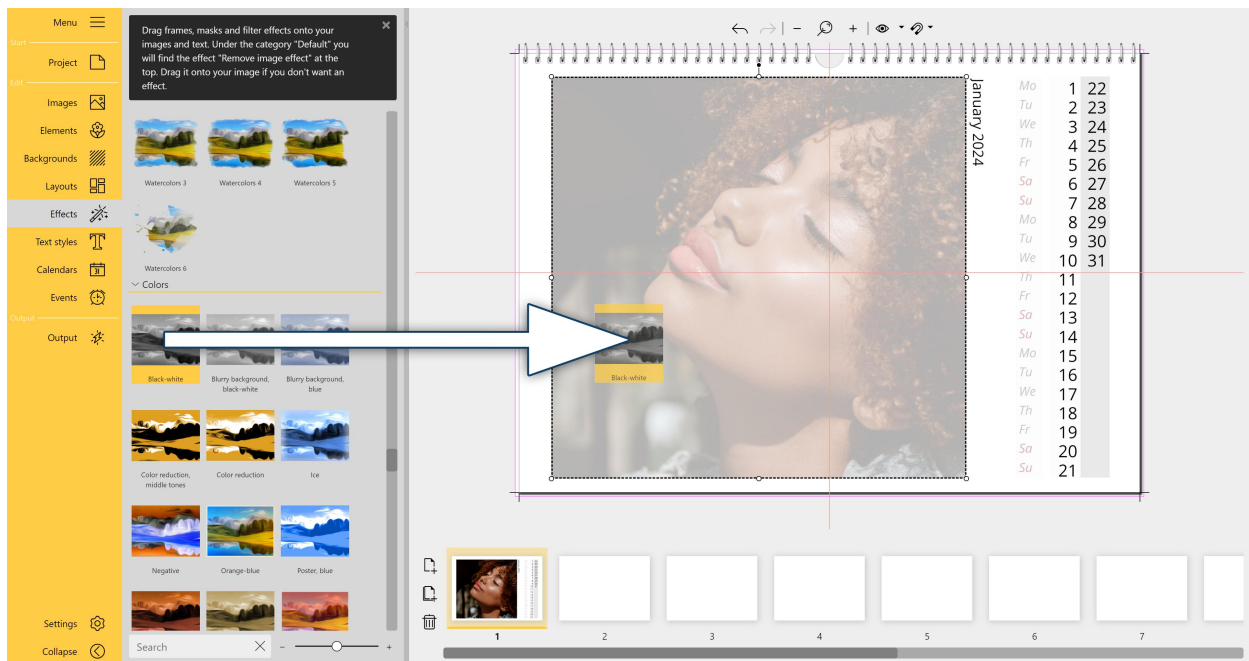 Menu
Start
Project
Edit
Images
Elements
Backgrounds
Layouts
Effects
Text styles
Calendars
Events
Output
Output
Settings
Collapse
Drag frames, masks and filter effects onto your
images and text. Under the category "Default" you
will find the effect "Remove image effect" at the
top. Drag it onto your image if you don't want an
effect.
Watercolors 3
Watercolors 4
Watercolors 5
Watercolors 6
Colors
Black-white
Blurry background,
black-white
Blurry background,
blue
Color reduction,
middle tones
Color reduction
Ice
Negative
Orange-blue
Poster, blue
Search
Black-white
January 2024
Mo 1 22
Tu 2 23
We 3 24
Th 4 25
Fr 5 26
Sa 6 27
Su 7 28
Mo 8 29
Tu 9 30
We 10 31
Th 11
Fr 12
Sa 13
Su 14
Mo 15
Tu 16
We 17
Th 18
Fr 19
Sa 20
Su 21
1
2
3
4
5
6
7